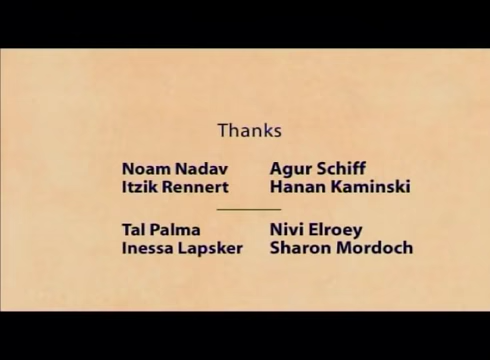 Thanks
Noam Nadav Agur Schiff
Itzik Rennert Hanan Kaminski
Tal Palma Nivi Elroey
Inessa Lapsker Sharon Mordoch